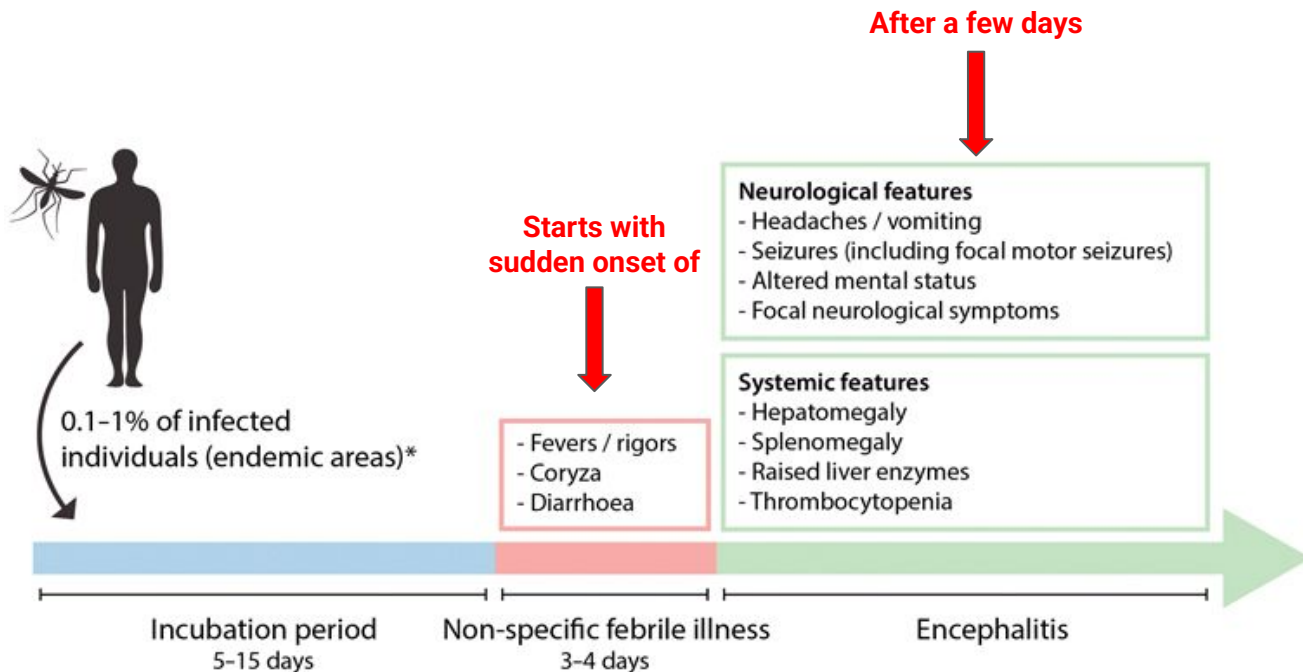 After a few days
Starts with
sudden onset of
0.1–1% of infected
individuals (endemic areas)*
- Fevers / rigors
- Coryza
- Diarrhoea
Neurological features
- Headaches / vomiting
- Seizures (including focal motor seizures)
- Altered mental status
- Focal neurological symptoms
Systemic features
- Hepatomegaly
- Splenomegaly
- Raised liver enzymes
- Thrombocytopenia
Incubation period
5–15 days
Non-specific febrile illness
3–4 days
Encephalitis